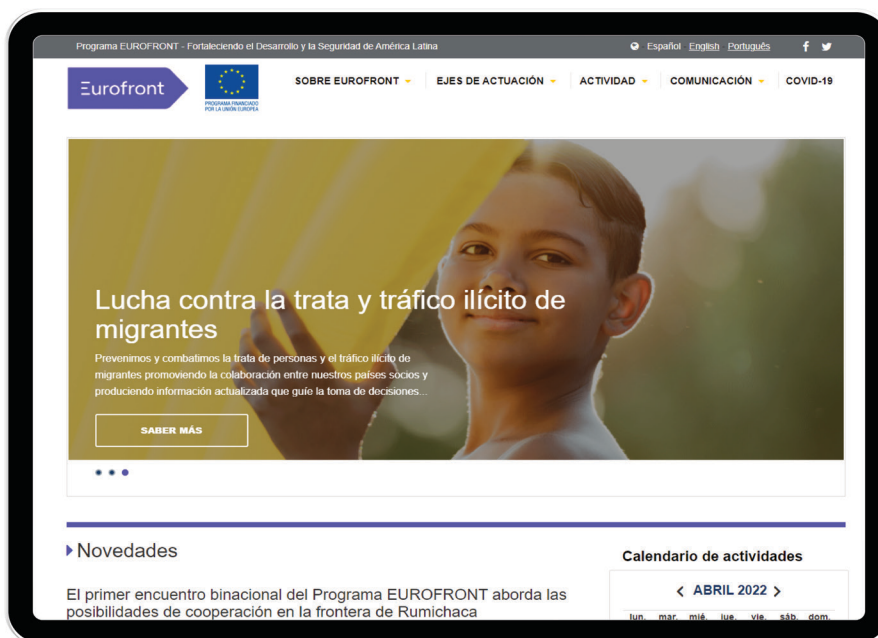 Programa EUROFRONT - Fortaleciendo el Desarrollo y la Seguridad de América Latina
Español English Português
Eurofront
PROGRAMA FINANCIADO
POR LA UNIÓN EUROPEA
SOBRE EUROFRONT
EJES DE ACTUACIÓN
ACTIVIDAD
COMUNICACIÓN
COVID-19
Lucha contra la trata y tráfico ilícito de
migrantes
Prevenimos y combatimos la trata de personas y el tráfico ilícito de
migrantes promoviendo la colaboración entre nuestros países socios y
produciendo información actualizada que guíe la toma de decisiones...
SABER MÁS
Novedades
El primer encuentro binacional del Programa EUROFRONT aborda las
posibilidades de cooperación en la frontera de Rumichaca
Calendario de actividades
ABRIL 2022
lun. mar. mié. jue. vie. sáb. dom.